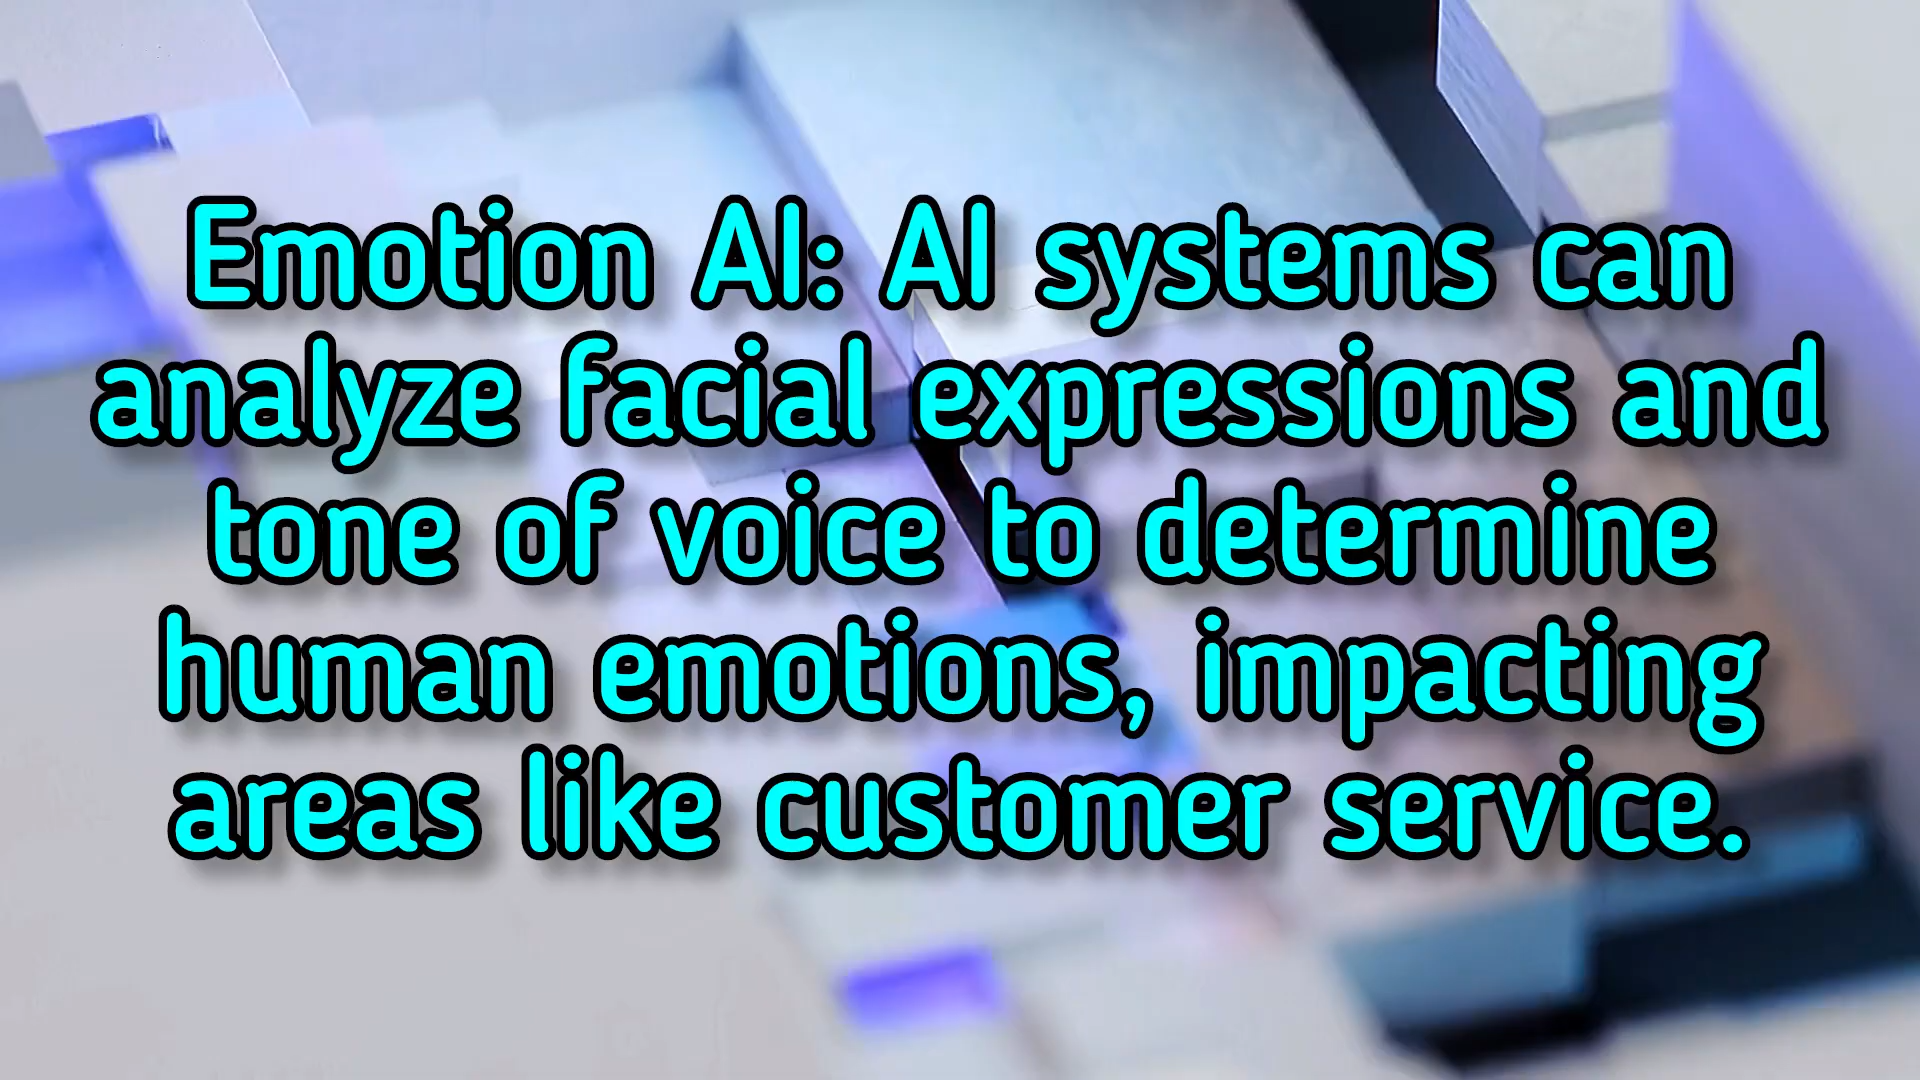 Emotion AI: AI systems can
analyze facial expressions and
tone of voice to determine
human emotions, impacting
areas like customer service.